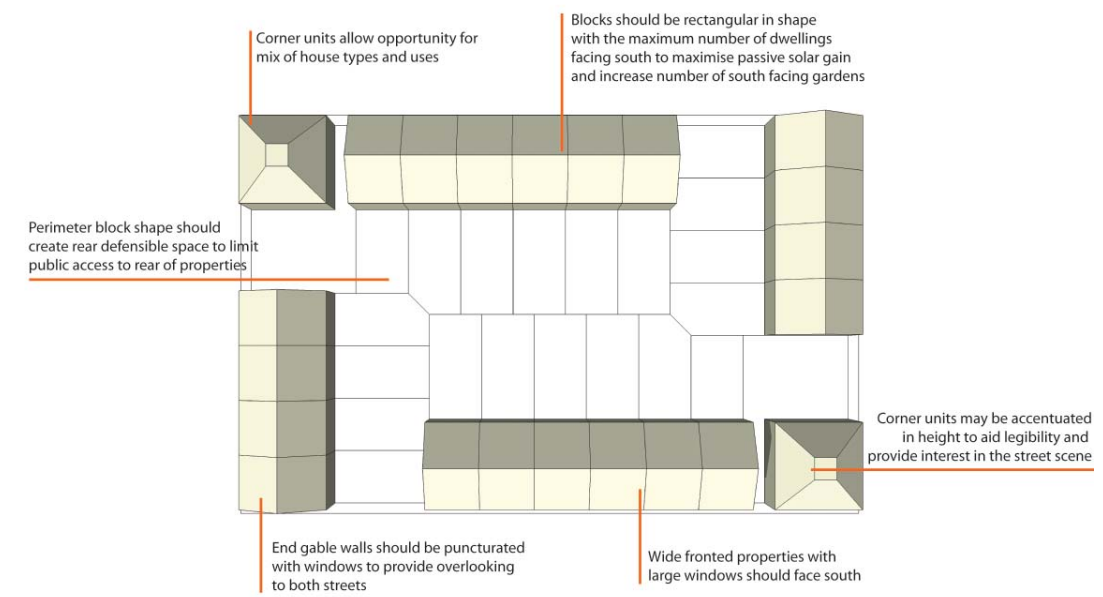 Corner units allow opportunity for
mix of house types and uses
Blocks should be rectangular in shape
with the maximum number of dwellings
facing south to maximise passive solar gain
and increase number of south facing gardens
Perimeter block shape should
create rear defensible space to limit
public access to rear of properties
Corner units may be accentuated
in height to aid legibility and
provide interest in the street scene
End gable walls should be puncturated
with windows to provide overlooking
to both streets
Wide fronted properties with
large windows should face south